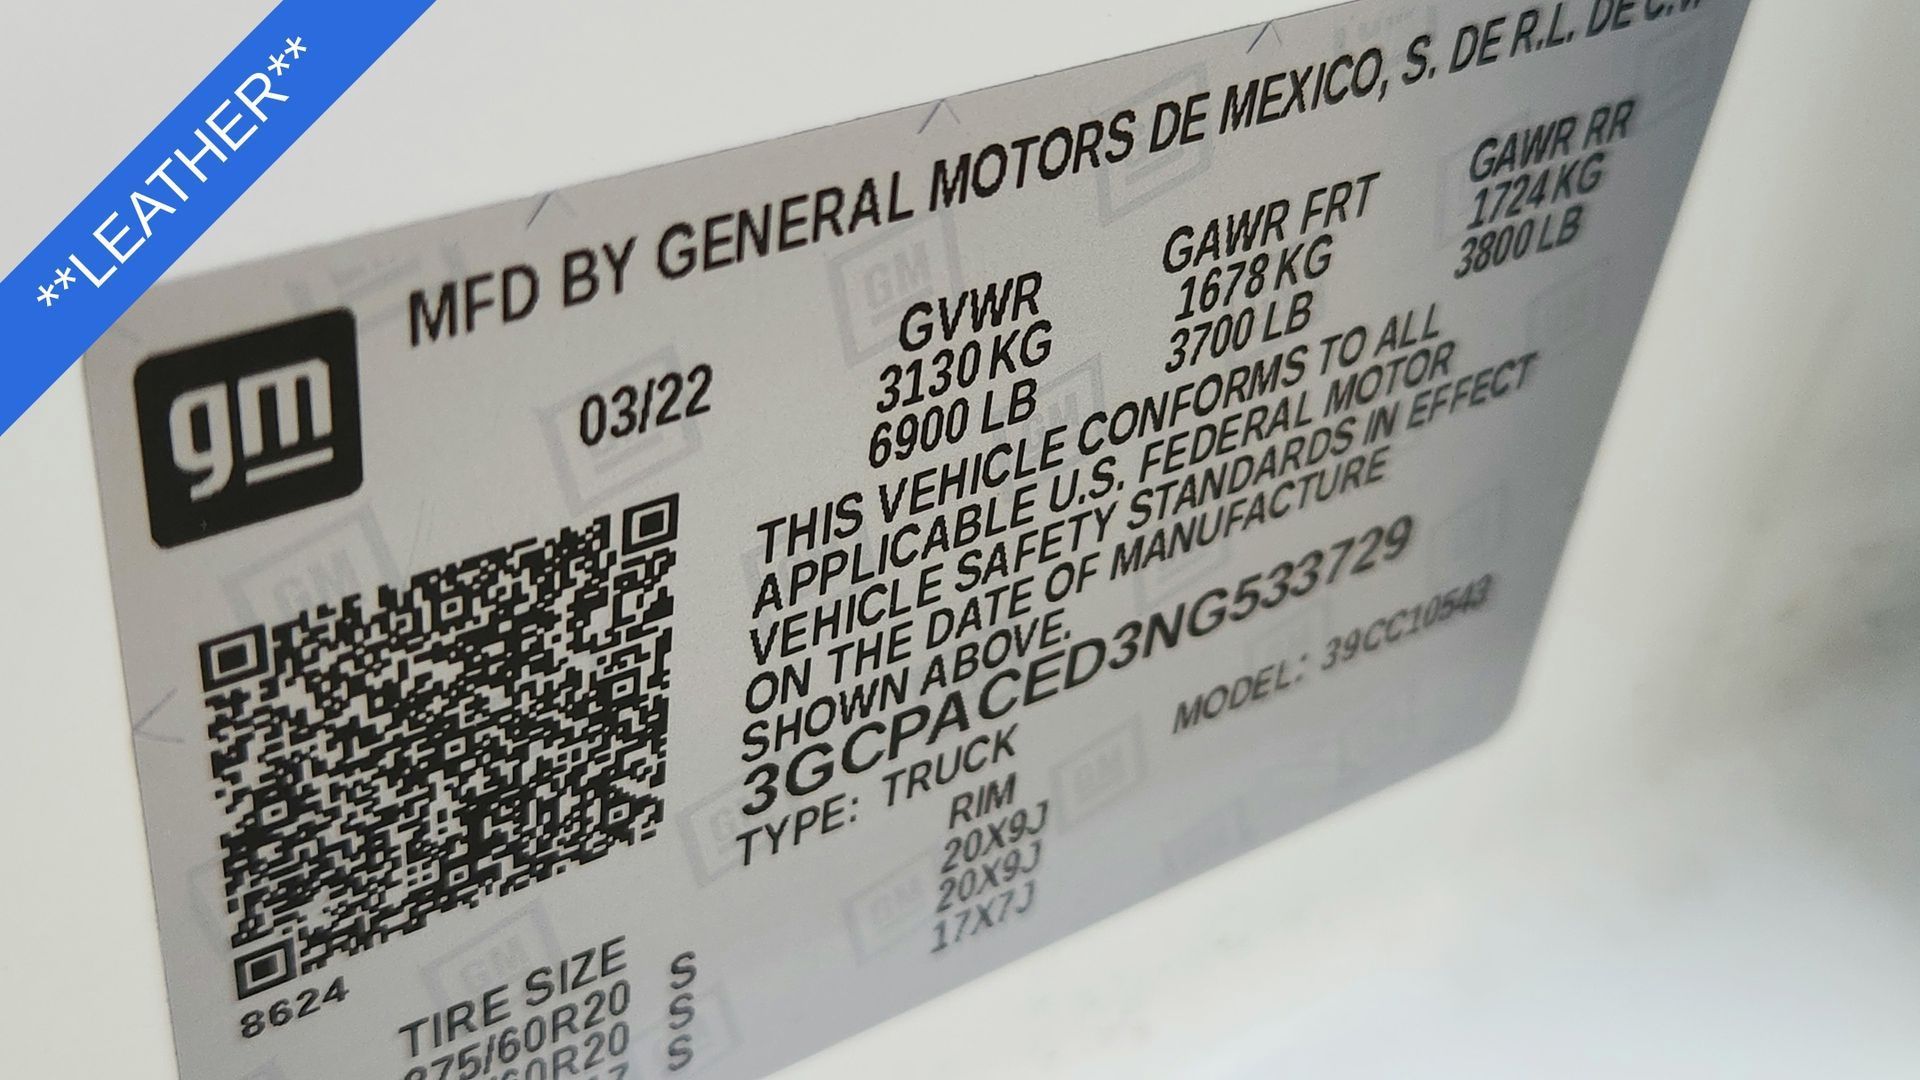 **LEATHER**
MFD BY GENERAL MOTORS DE MEXICO, S. DE R.L. DE C.V.
gm
03/22
GVWR GAWR FRT GAWR RR
3130 KG 1678 KG 1724 KG
6900 LB 3700 LB 3800 LB
THIS VEHICLE CONFORMS TO ALL
APPLICABLE U.S. FEDERAL MOTOR
VEHICLE SAFETY STANDARDS IN EFFECT
ON THE DATE OF MANUFACTURE
SHOWN ABOVE.
3GCPACED3NG533729
TYPE: TRUCK MODEL: 39CC10543
8624
TIRE SIZE RIM
275/60R20 S 20X9J
S 20X9J
S 17X7J